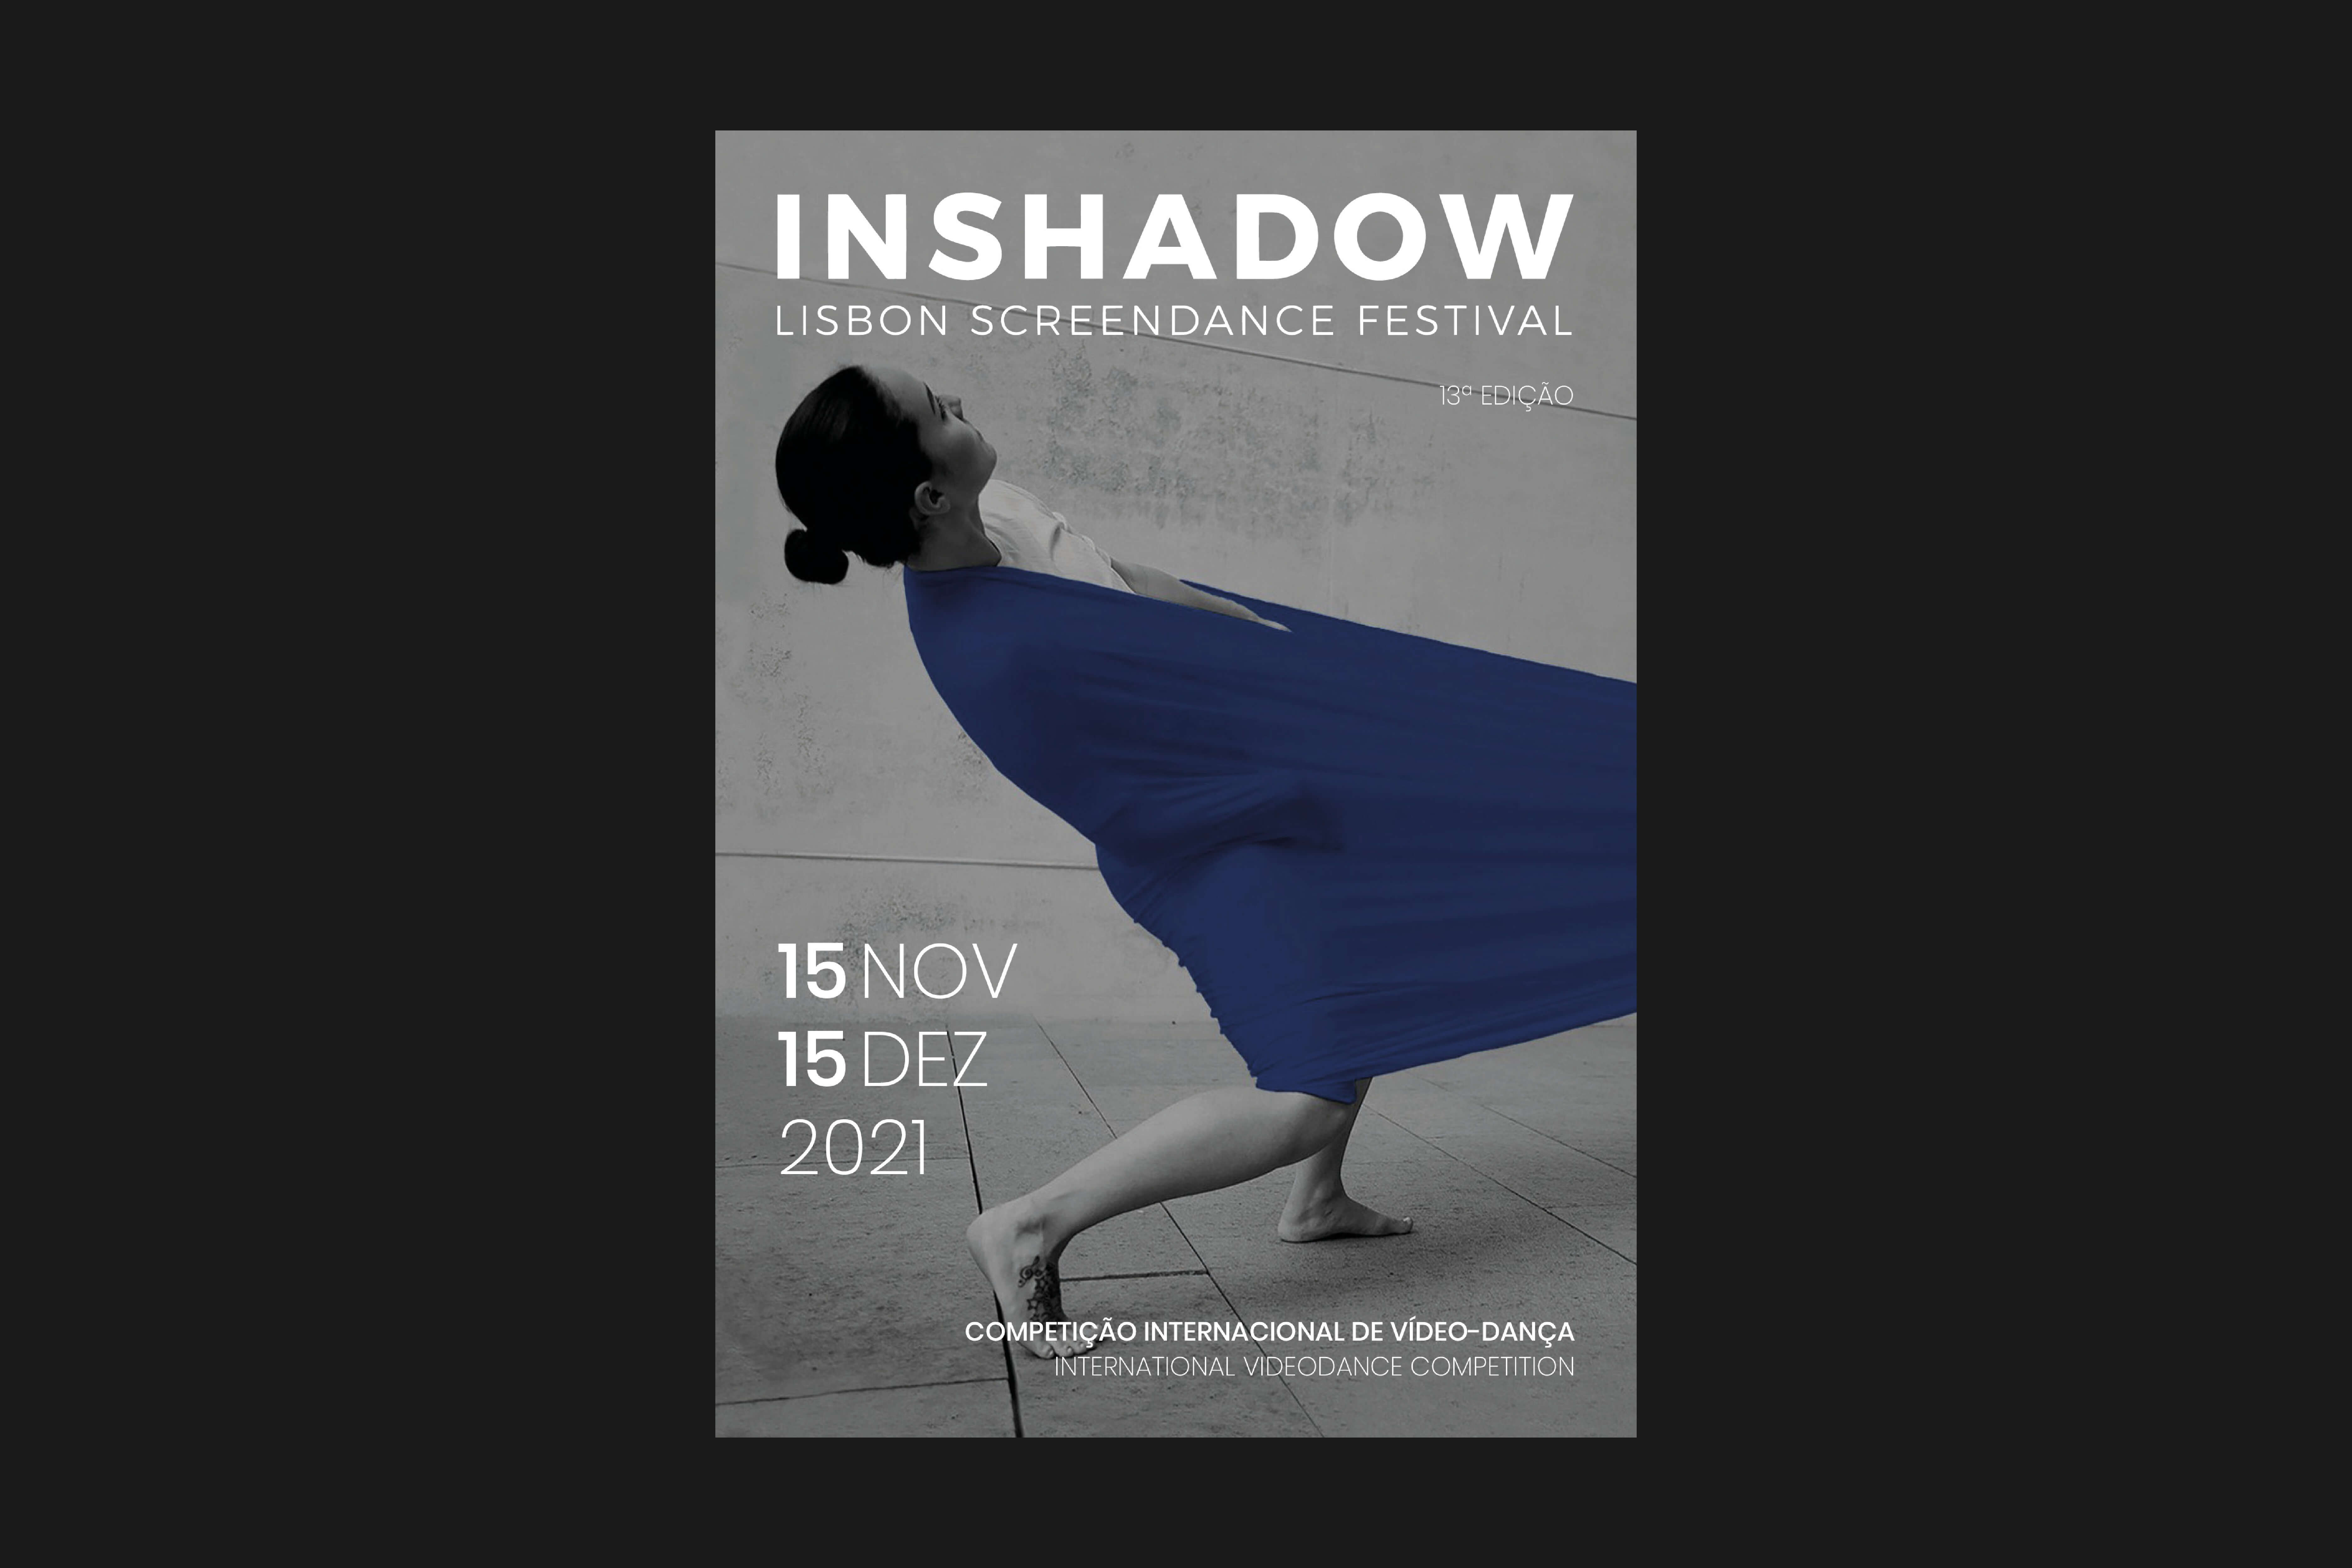 INSHADOW
LISBON SCREENDANCE FESTIVAL
13ª EDIÇÃO
15 NOV
15 DEZ
2021
COMPETIÇÃO INTERNACIONAL DE VÍDEO-DANÇA
INTERNATIONAL VIDEODANCE COMPETITION